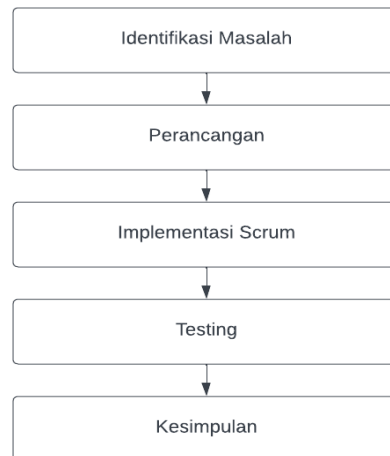 Identifikasi Masalah
Perancangan
Implementasi Scrum
Testing
Kesimpulan